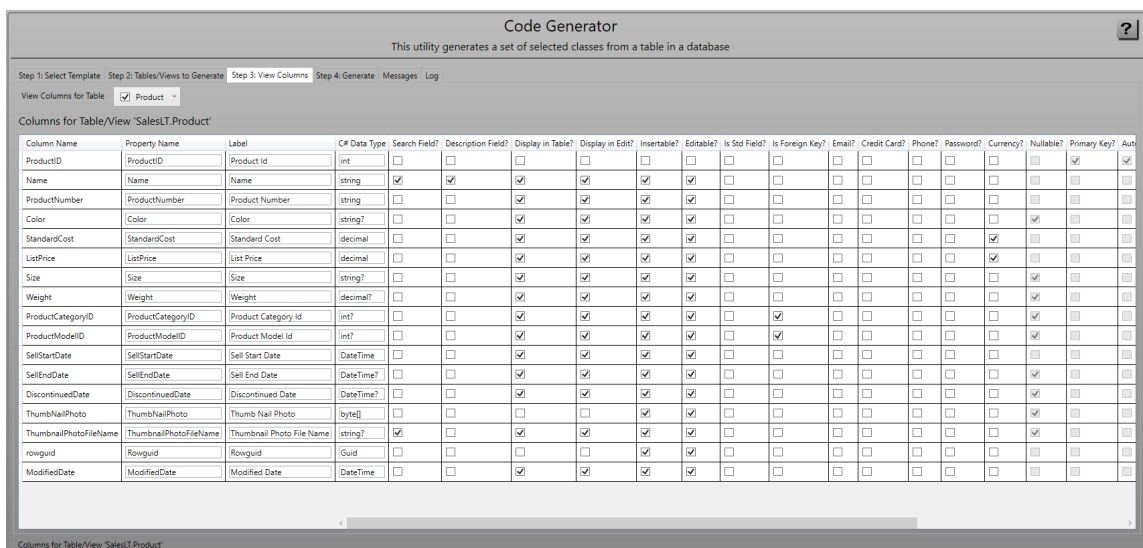 Code Generator
?
This utility generates a set of selected classes from a table in a database
Step 1: Select Template Step 2: Tables/Views to Generate Step 3: View Columns Step 4: Generate Messages Log
View Columns for Table Product
Columns for Table/View 'SalesLT.Product'
Column Name Property Name Label C# Data Type Search Field? Description Field? Display in Table? Display in Edit? Insertable? Editable? Is Std Field? Is Foreign Key? Email? Credit Card? Phone? Password? Currency? Nullable? Primary Key? Aut
ProductID ProductID Product Id int
Name Name Name string
ProductNumber ProductNumber Product Number string
Color Color Color string?
StandardCost StandardCost Standard Cost decimal
ListPrice ListPrice List Price decimal
Size Size Size string?
Weight Weight Weight decimal?
ProductCategoryID ProductCategoryID Product Category Id int?
ProductModelID ProductModelID Product Model Id int?
SellStartDate SellStartDate Sell Start Date DateTime
SellEndDate SellEndDate Sell End Date DateTime?
DiscontinuedDate DiscontinuedDate Discontinued Date DateTime?
ThumbNailPhoto ThumbNailPhoto Thumb Nail Photo byte[]
ThumbnailPhotoFileName ThumbnailPhotoFileName Thumbnail Photo File Name string?
rowguid Rowguid Rowguid Guid
ModifiedDate ModifiedDate Modified Date DateTime
Columns for Table/View 'SalesLT.Product'